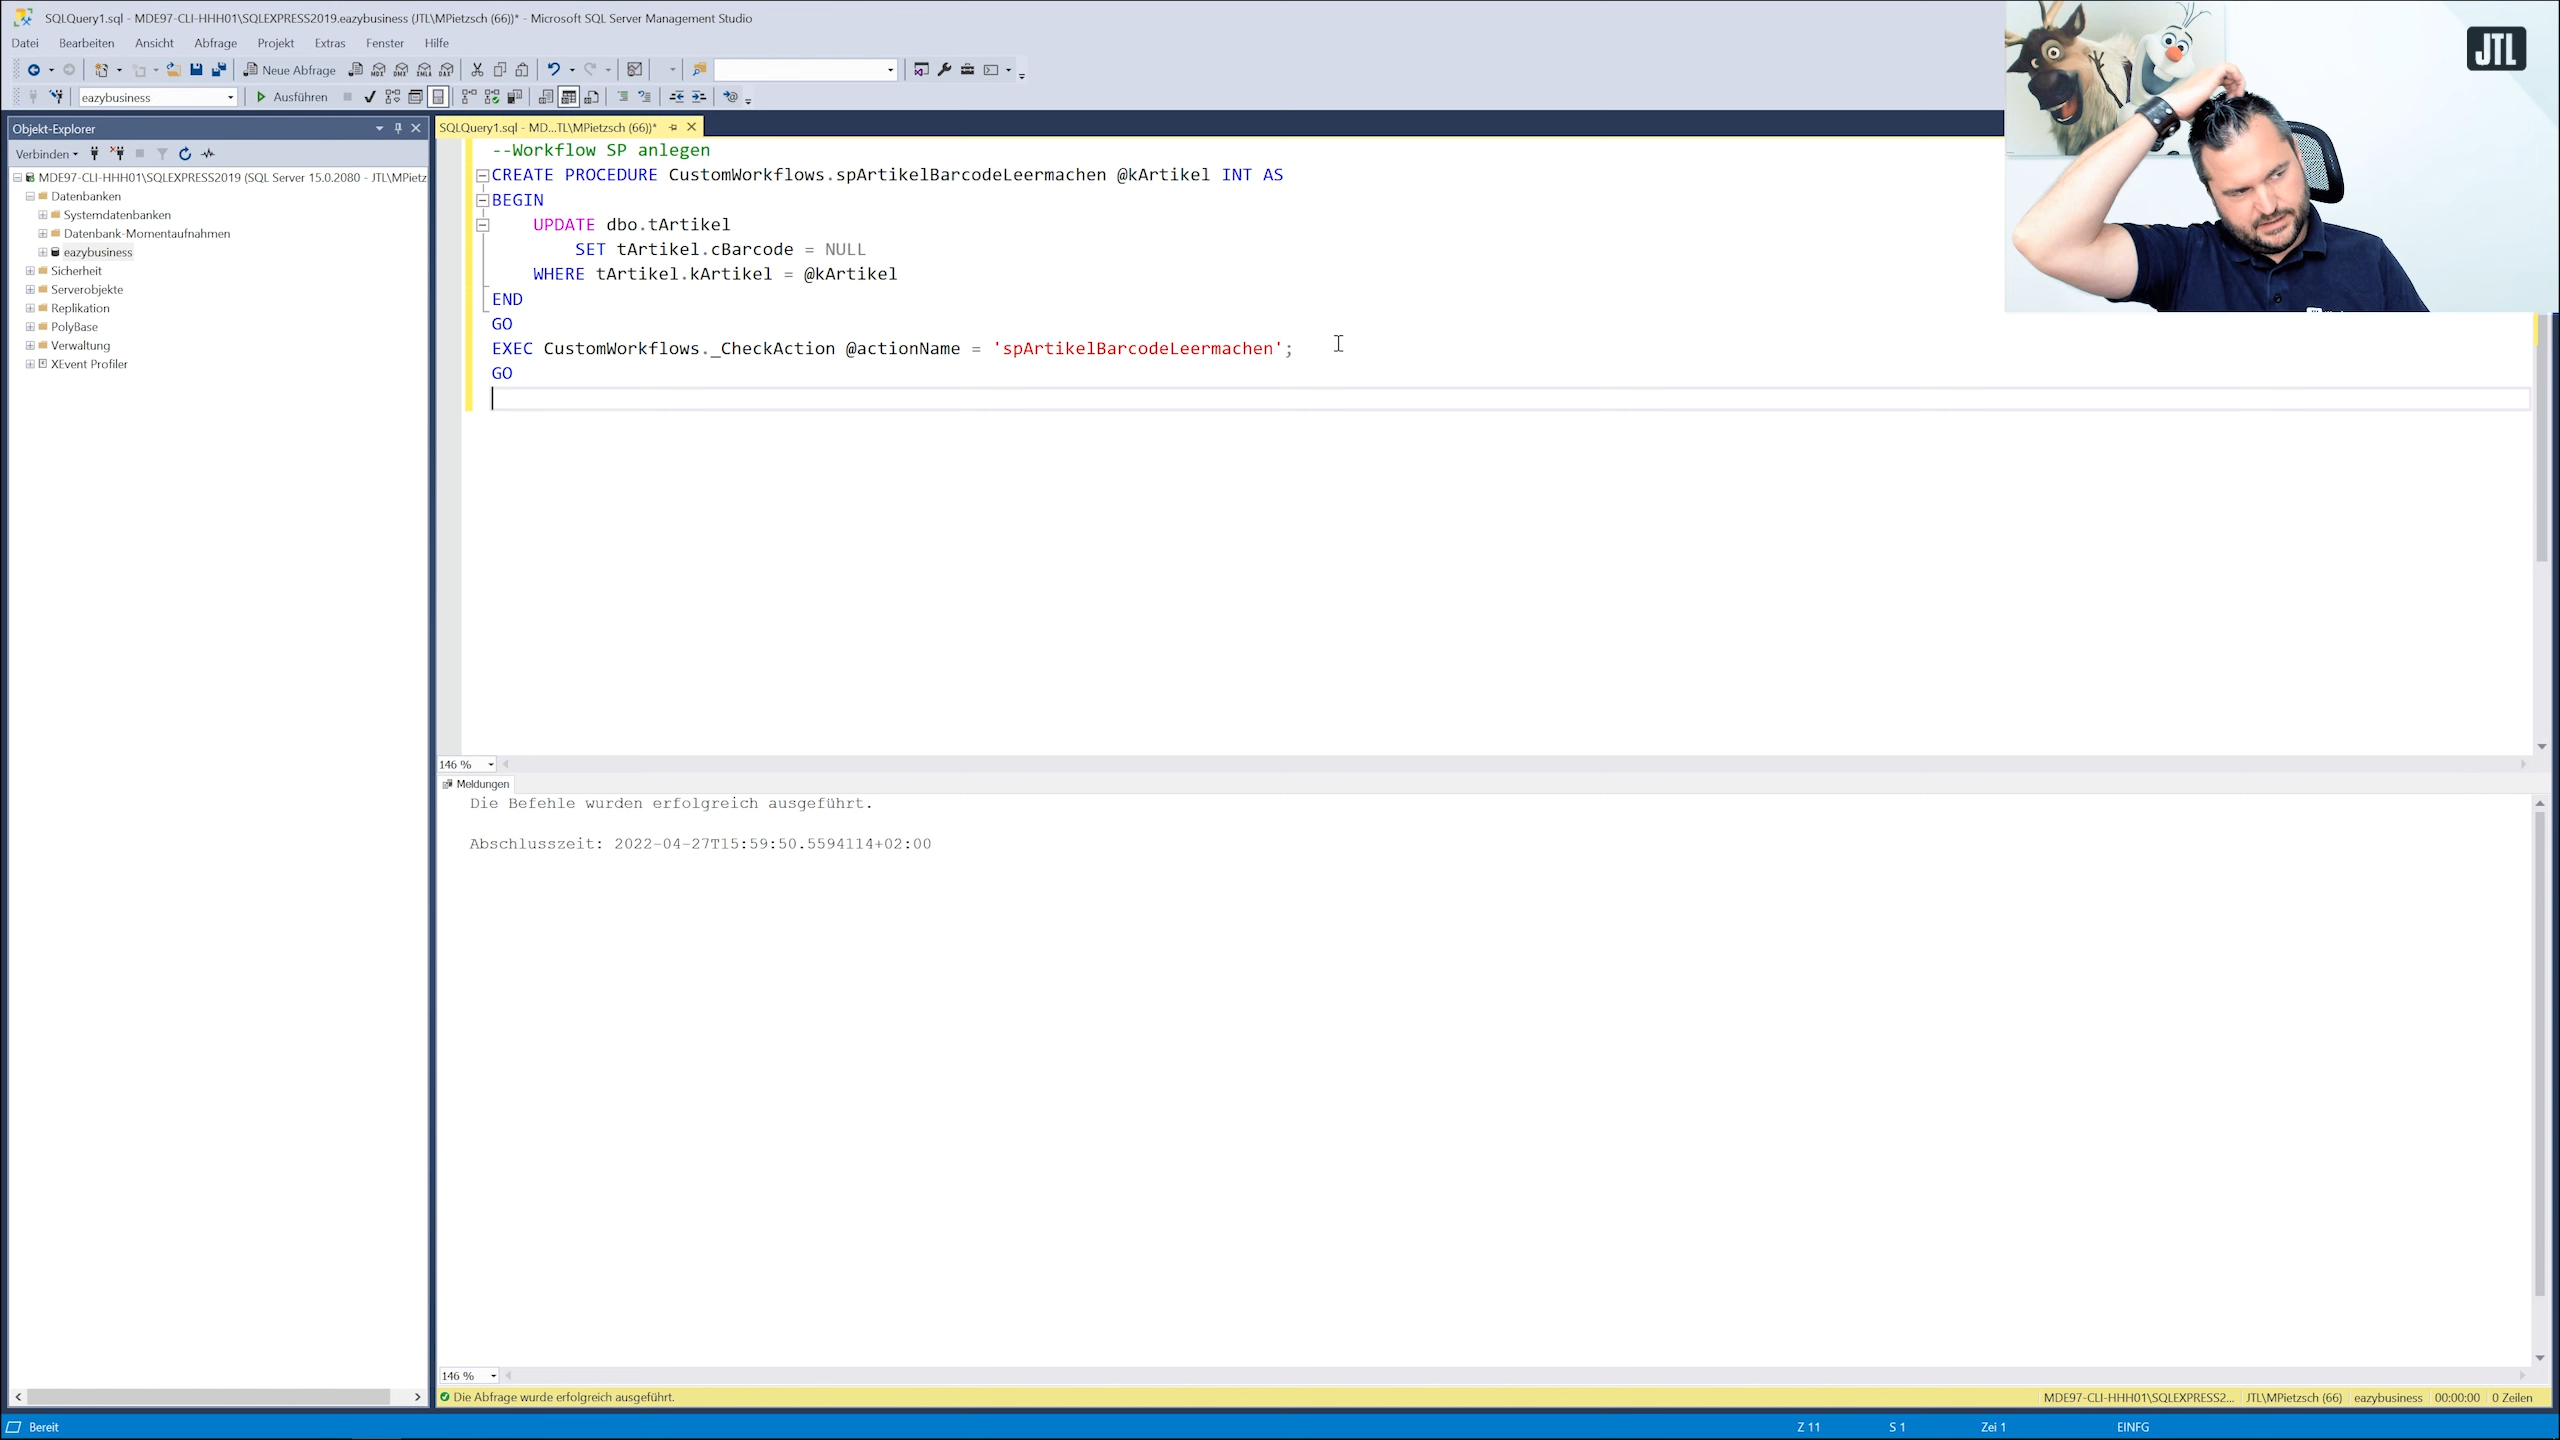 SQLQuery1.sql - MDE97-CLI-HHH01\SQLEXPRESS2019.eazybusiness (JTL\MPietzsch (66))* - Microsoft SQL Server Management Studio
Datei Bearbeiten Ansicht Abfrage Projekt Extras Fenster Hilfe
Neue Abfrage MDX DMX XMLA DAX
eazybusiness Ausführen
JTL
Objekt-Explorer
Verbinden
MDE97-CLI-HHH01\SQLEXPRESS2019 (SQL Server 15.0.2080 - JTL\MPietz
Datenbanken
Systemdatenbanken
Datenbank-Momentaufnahmen
eazybusiness
Sicherheit
Serverobjekte
Replikation
PolyBase
Verwaltung
XEvent Profiler
SQLQuery1.sql - MD...TL\MPietzsch (66))*
--Workflow SP anlegen
CREATE PROCEDURE CustomWorkflows.spArtikelBarcodeLeermachen @kArtikel INT AS
BEGIN
UPDATE dbo.tArtikel
SET tArtikel.cBarcode = NULL
WHERE tArtikel.kArtikel = @kArtikel
END
GO
EXEC CustomWorkflows._CheckAction @actionName = 'spArtikelBarcodeLeermachen';
GO
146 %
Meldungen
Die Befehle wurden erfolgreich ausgeführt.
Abschlusszeit: 2022-04-27T15:59:50.5594114+02:00
146 %
Die Abfrage wurde erfolgreich ausgeführt. MDE97-CLI-HHH01\SQLEXPRESS2... JTL\MPietzsch (66) eazybusiness 00:00:00 0 Zeilen
Bereit Z 11 S 1 Zei 1 EINFG